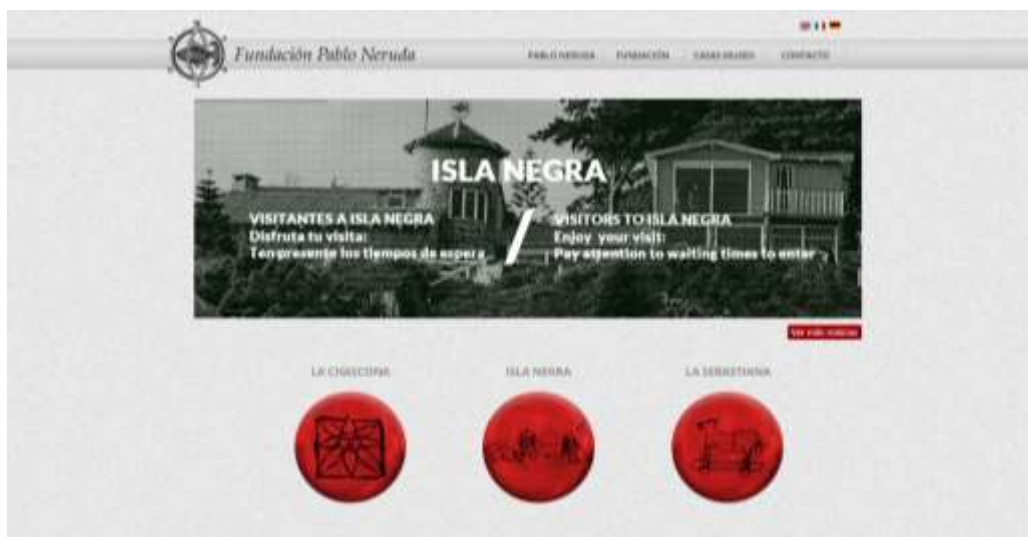 Fundación Pablo Neruda
PABLO NERUDA FUNDACIÓN CASAS MUSEO CONTACTO
ISLA NEGRA
VISITANTES A ISLA NEGRA
Disfruta tu visita:
Ten presente los tiempos de espera
/
VISITORS TO ISLA NEGRA
Enjoy your visit:
Pay attention to waiting times to enter
Ver más noticias
LA CHASCONA
ISLA NEGRA
LA SEBASTIANA